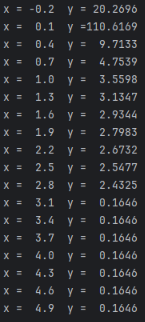 x = -0.2  y = 20.2696
x =  0.1  y =110.6169
x =  0.4  y =  9.7133
x =  0.7  y =  4.7539
x =  1.0  y =  3.5598
x =  1.3  y =  3.1347
x =  1.6  y =  2.9344
x =  1.9  y =  2.7983
x =  2.2  y =  2.6732
x =  2.5  y =  2.5477
x =  2.8  y =  2.4325
x =  3.1  y =  0.1646
x =  3.4  y =  0.1646
x =  3.7  y =  0.1646
x =  4.0  y =  0.1646
x =  4.3  y =  0.1646
x =  4.6  y =  0.1646
x =  4.9  y =  0.1646